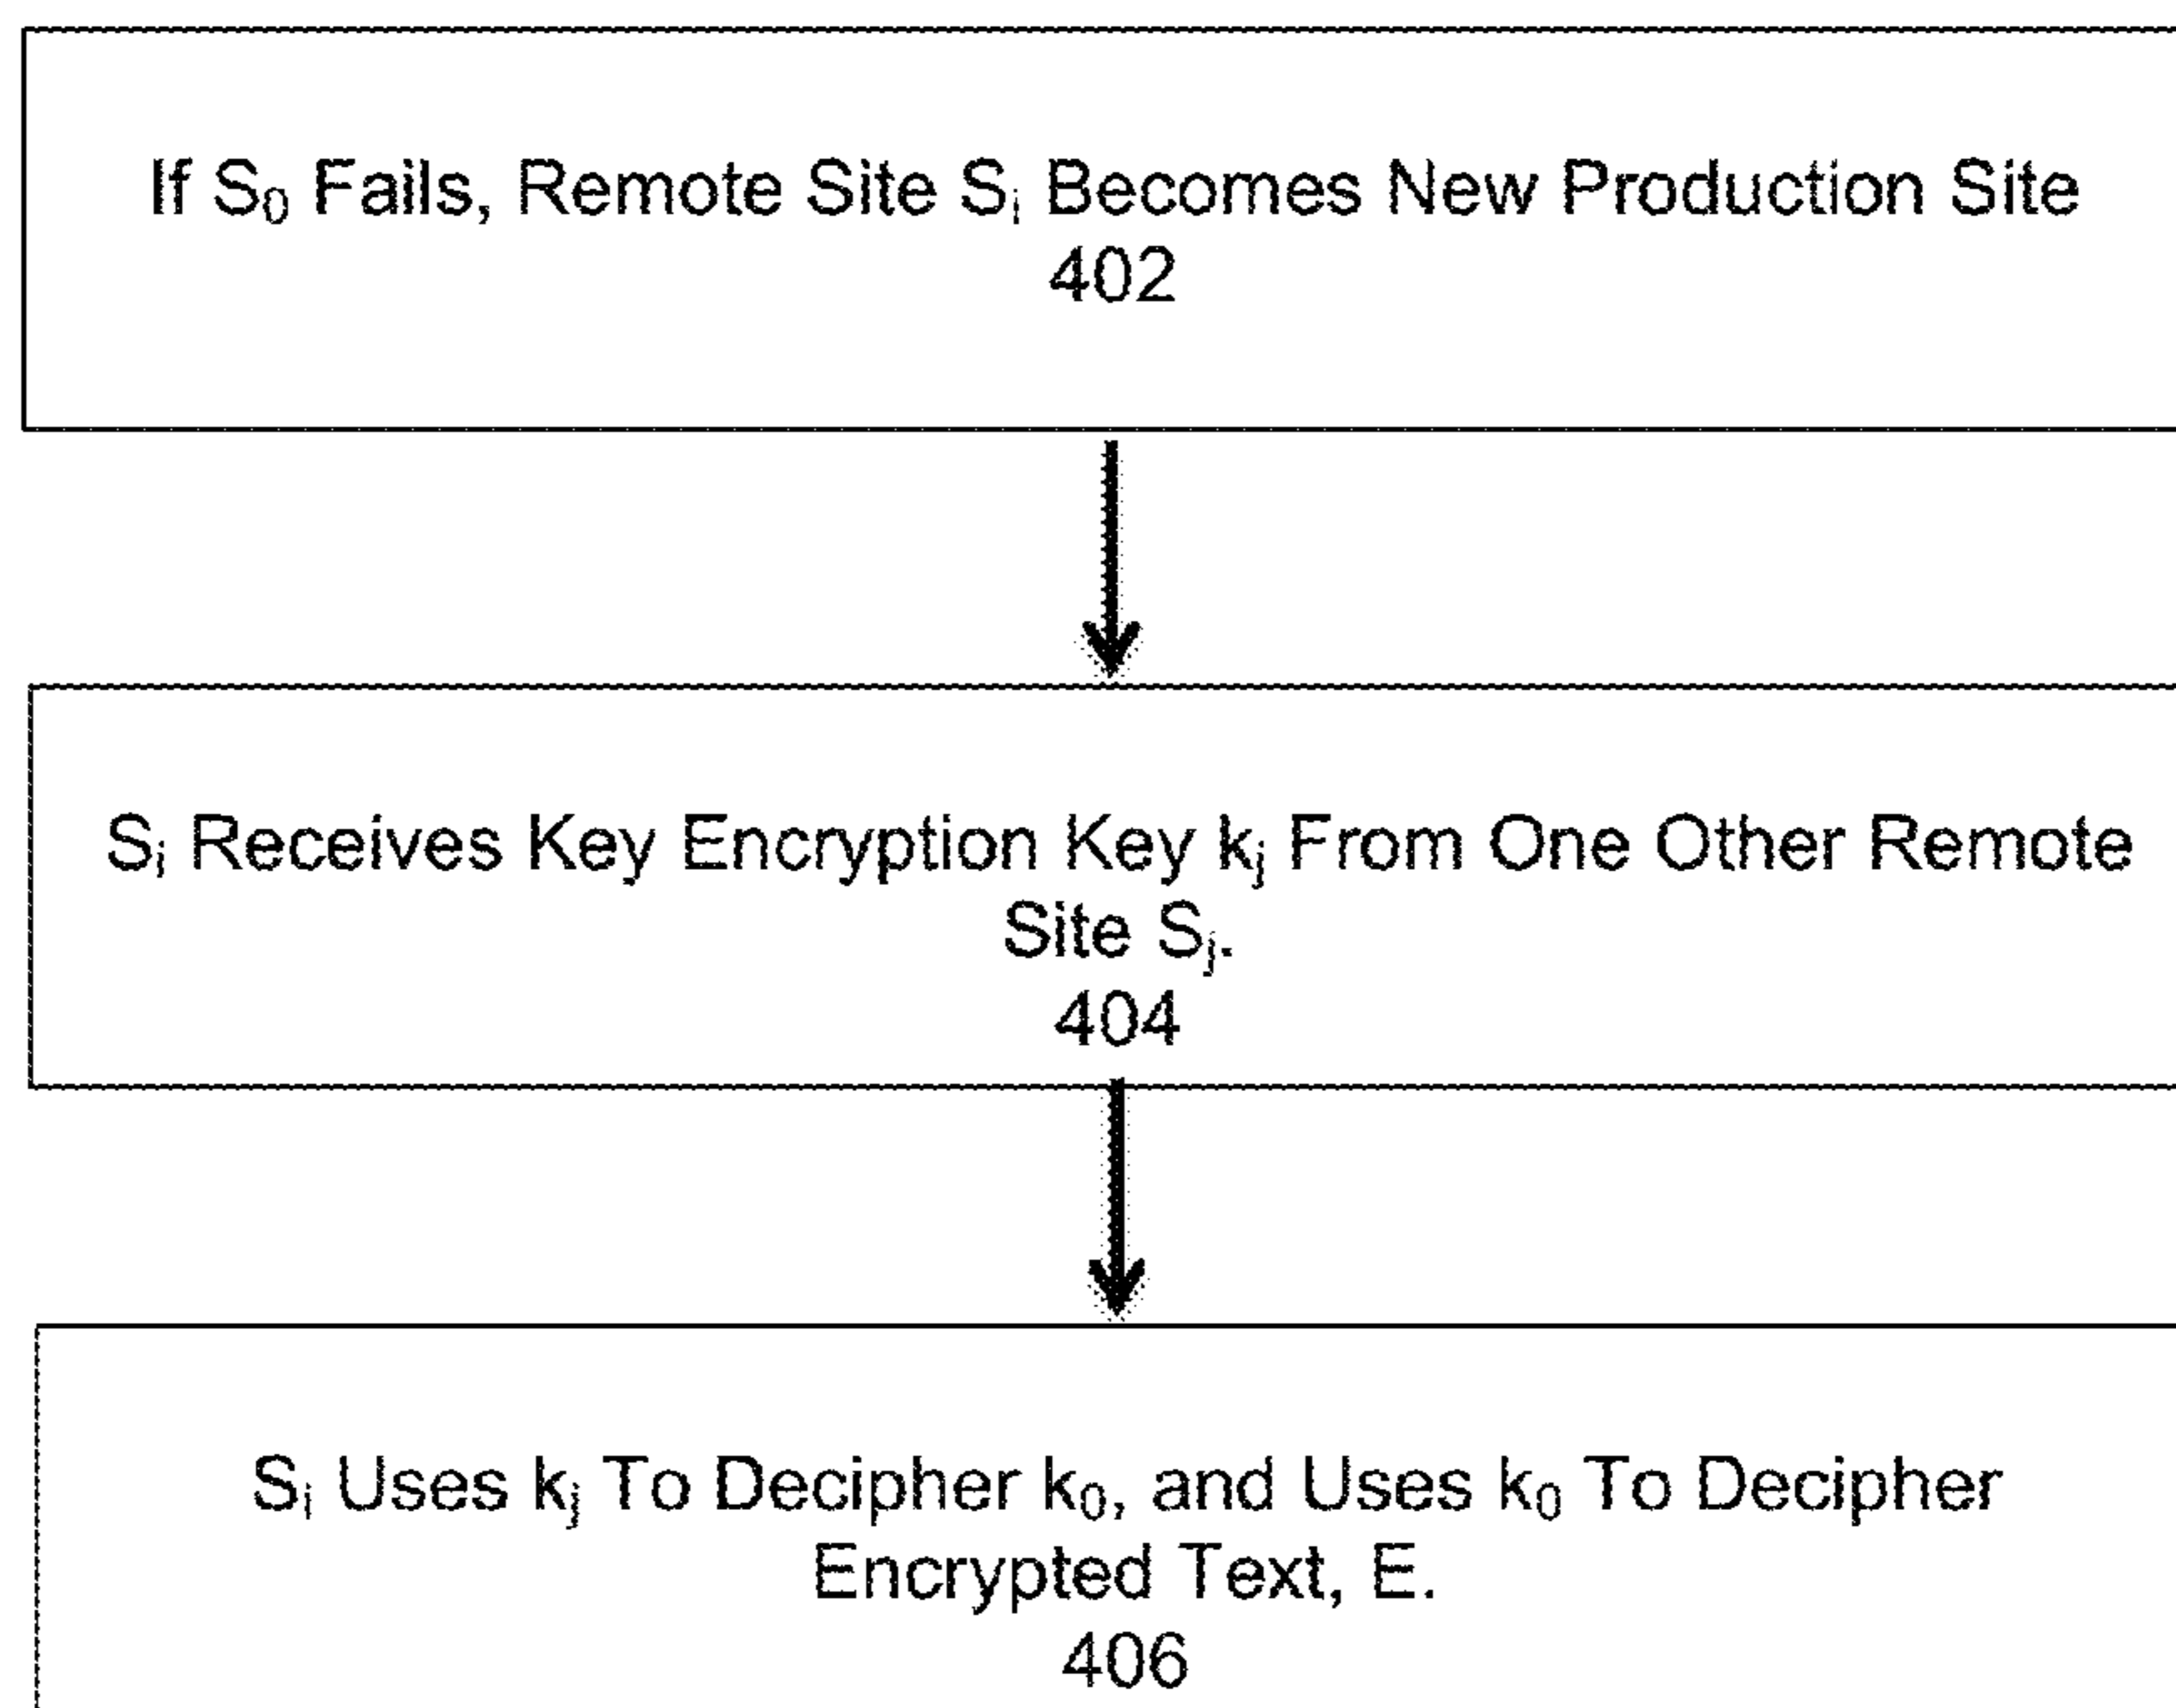 If S₀ Fails, Remote Site Sᵢ Becomes New Production Site
402
Sᵢ Receives Key Encryption Key kⱼ From One Other Remote
Site Sⱼ.
404
Sᵢ Uses kⱼ To Decipher k₀, and Uses k₀ To Decipher
Encrypted Text, E.
406